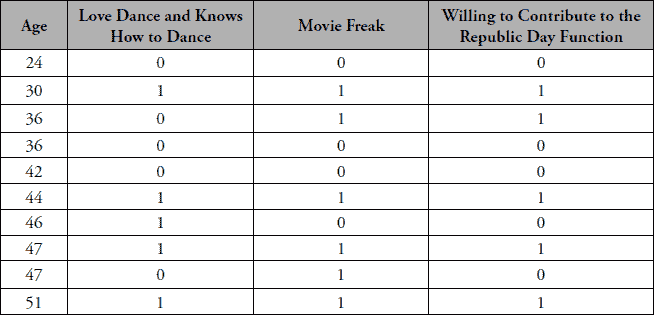 Age Love Dance and Knows How to Dance Movie Freak Willing to Contribute to the Republic Day Function
24 0 0 0
30 1 1 1
36 0 1 1
36 0 0 0
42 0 0 0
44 1 1 1
46 1 0 0
47 1 1 1
47 0 1 0
51 1 1 1